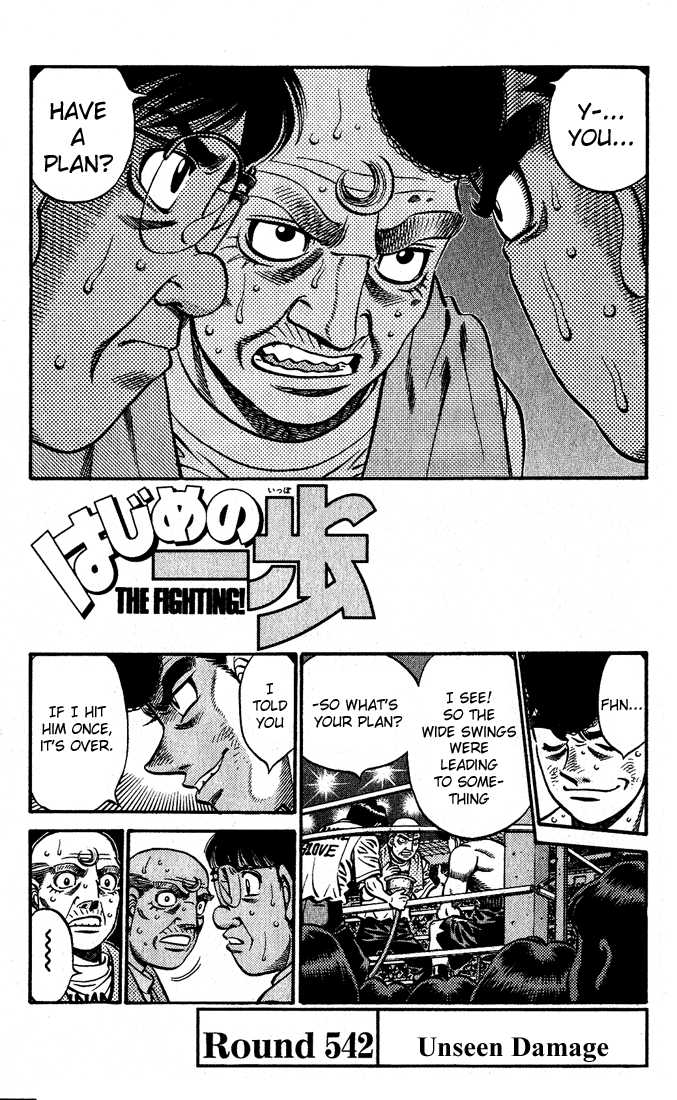 Y-...
YOU...
HAVE
A
PLAN?
いっぽ
はじめの一歩
THE FIGHTING!
FHN...
I SEE!
SO THE
WIDE SWINGS
WERE
LEADING
TO SOME-
THING
-SO WHAT'S
YOUR PLAN?
GLOVE
I
TOLD
YOU
IF I HIT
HIM ONCE,
IT'S OVER.
Round 542
Unseen Damage